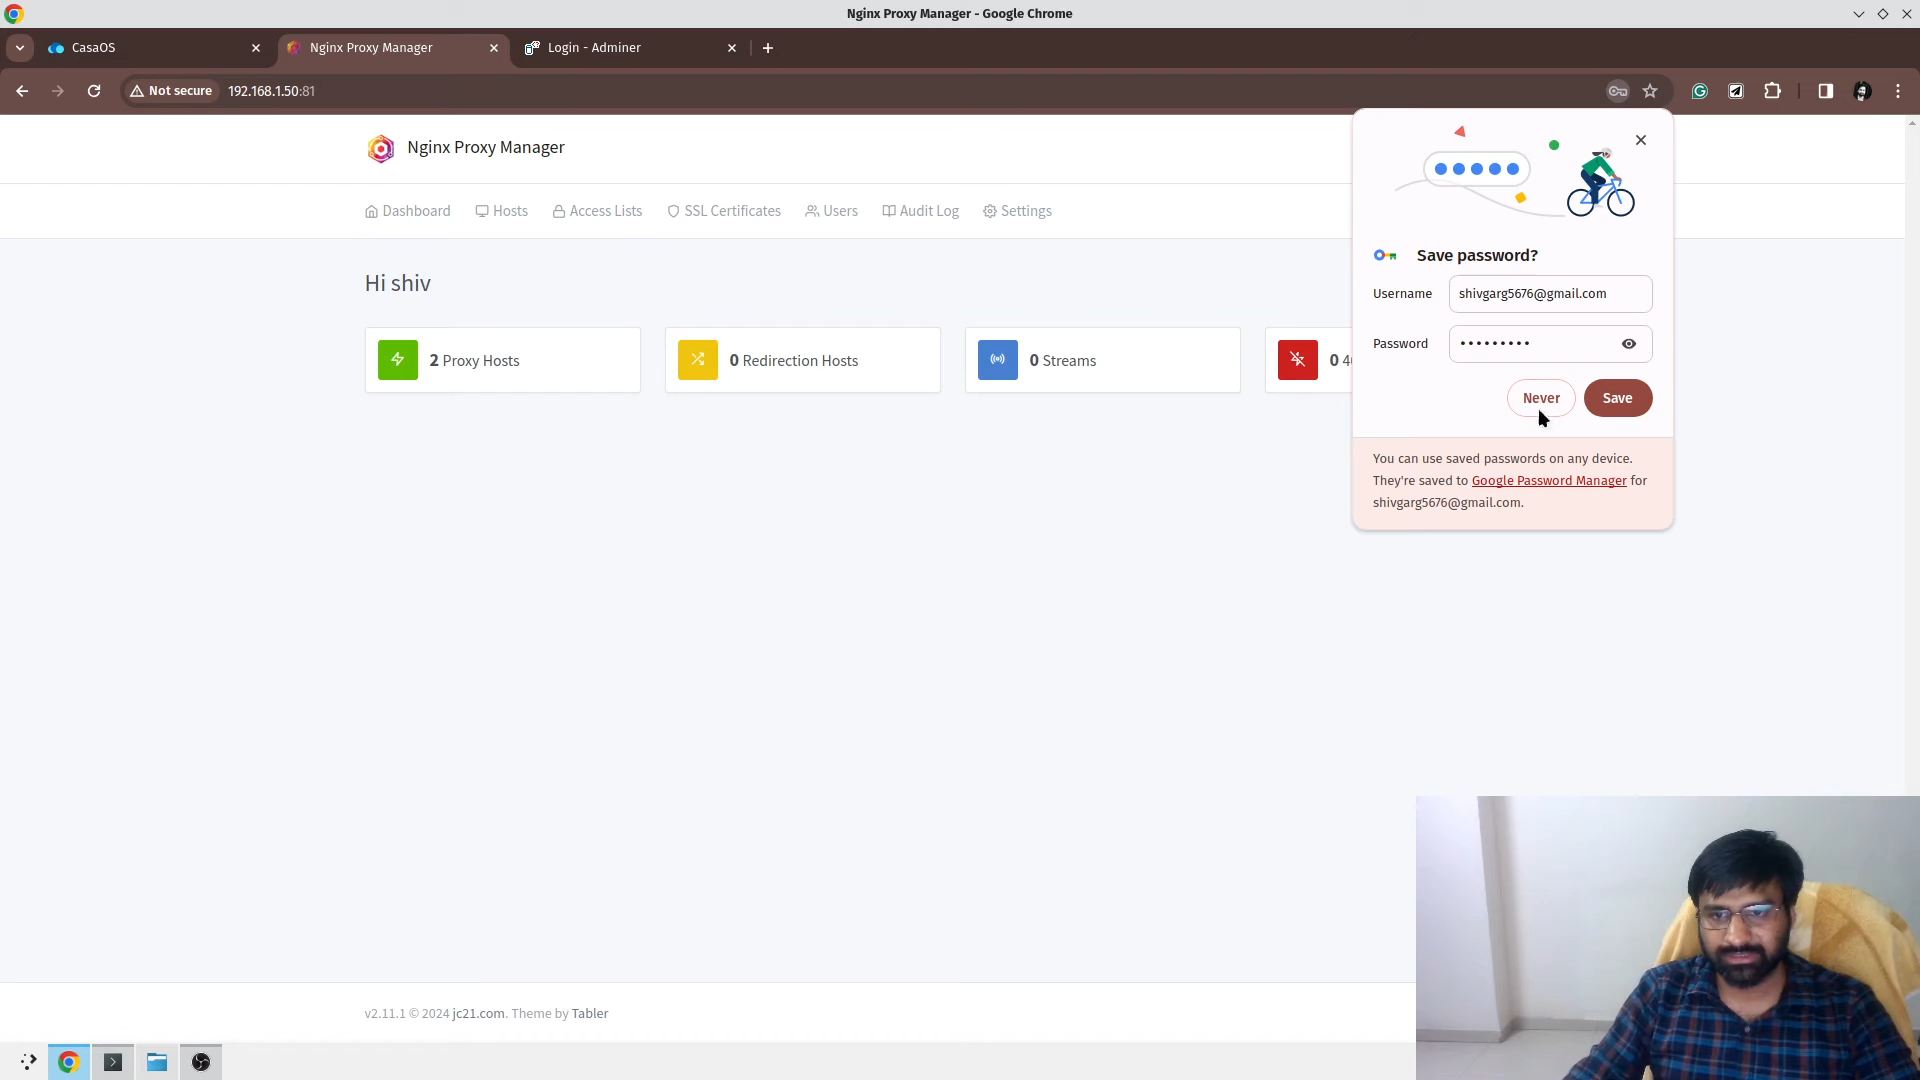 Nginx Proxy Manager - Google Chrome
CasaOS
Nginx Proxy Manager
Login - Adminer
Not secure
192.168.1.50:81
Nginx Proxy Manager
Dashboard
Hosts
Access Lists
SSL Certificates
Users
Audit Log
Settings
Hi shiv
2 Proxy Hosts
0 Redirection Hosts
0 Streams
0
Save password?
Username
shivgarg5676@gmail.com
Password
•••••••••
Never
Save
You can use saved passwords on any device.
They're saved to Google Password Manager for
shivgarg5676@gmail.com.
v2.11.1 © 2024 jc21.com. Theme by Tabler